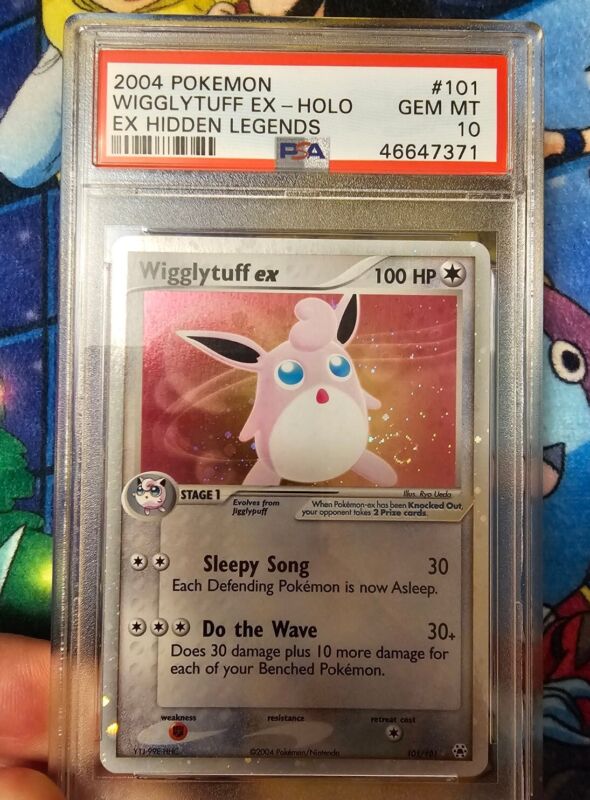 2004 POKEMON #101
WIGGLYTUFF EX - HOLO GEM MT
EX HIDDEN LEGENDS 10
PSA 46647371
Wigglytuff ex 100 HP
STAGE 1
Evolves from
Jigglypuff
Illus. Ryo Ueda
When Pokémon-ex has been Knocked Out,
your opponent takes 2 Prize cards.
Sleepy Song 30
Each Defending Pokémon is now Asleep.
Do the Wave 30+
Does 30 damage plus 10 more damage for
each of your Benched Pokémon.
weakness resistance retreat cost
©2004 Pokémon/Nintendo 101/101